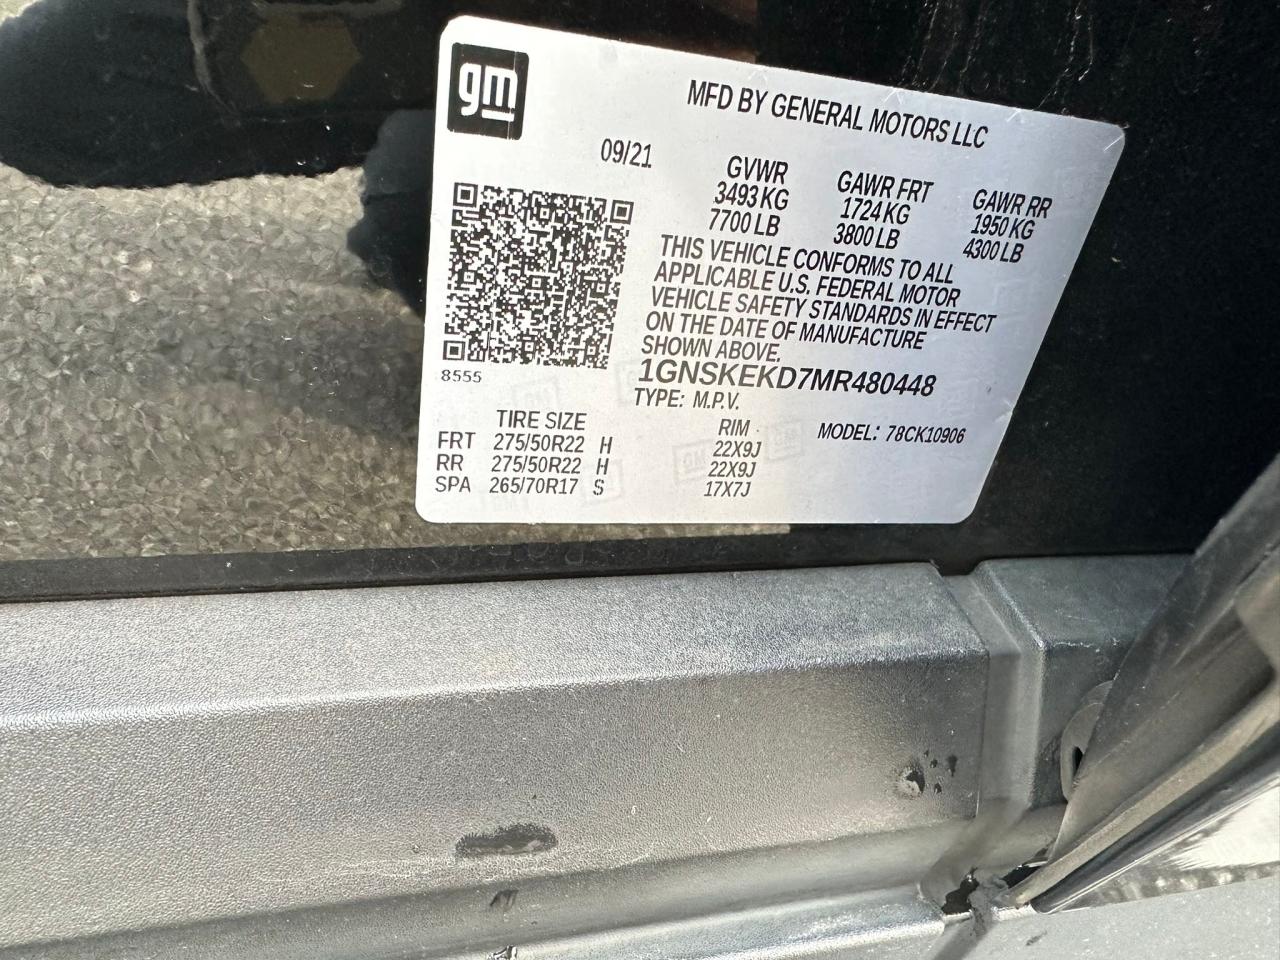 gm
MFD BY GENERAL MOTORS LLC
09/21
GVWR GAWR FRT GAWR RR
3493 KG 1724 KG 1950 KG
7700 LB 3800 LB 4300 LB
THIS VEHICLE CONFORMS TO ALL
APPLICABLE U.S. FEDERAL MOTOR
VEHICLE SAFETY STANDARDS IN EFFECT
ON THE DATE OF MANUFACTURE
SHOWN ABOVE.
8555
1GNSKEKD7MR480448
TYPE: M.P.V.
MODEL: 78CK10906
TIRE SIZE RIM
FRT 275/50R22 H 22X9J
RR 275/50R22 H 22X9J
SPA 265/70R17 S 17X7J